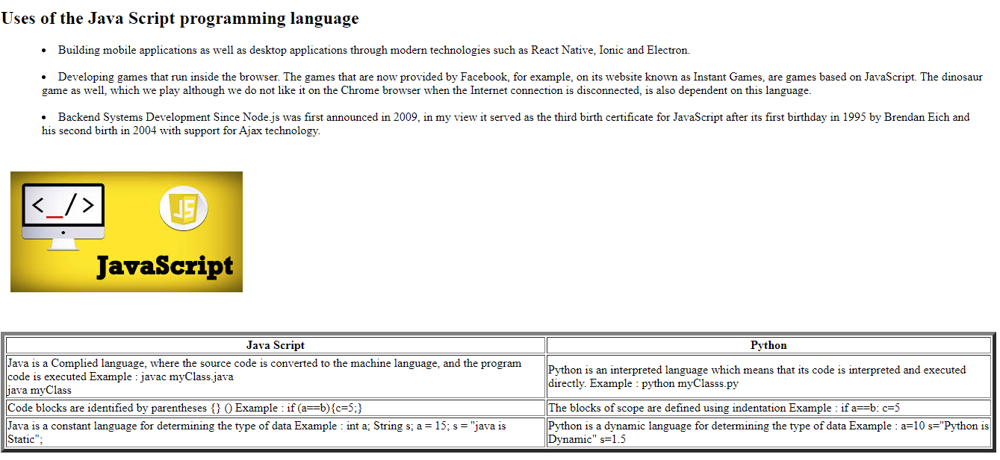 Uses of the Java Script programming language
• Building mobile applications as well as desktop applications through modern technologies such as React Native, Ionic and Electron.
• Developing games that run inside the browser. The games that are now provided by Facebook, for example, on its website known as Instant Games, are games based on JavaScript. The dinosaur
game as well, which we play although we do not like it on the Chrome browser when the Internet connection is disconnected, is also dependent on this language.
• Backend Systems Development Since Node.js was first announced in 2009, in my view it served as the third birth certificate for JavaScript after its first birthday in 1995 by Brendan Eich and
his second birth in 2004 with support for Ajax technology.
< _ />
JS
JavaScript
Java Script
Python
Java is a Complied language, where the source code is converted to the machine language, and the program
code is executed Example : javac myClass.java
java myClass
Python is an interpreted language which means that its code is interpreted and executed
directly. Example : python myClasss.py
Code blocks are identified by parentheses {} () Example : if (a==b){c=5;}
The blocks of scope are defined using indentation Example : if a==b: c=5
Java is a constant language for determining the type of data Example : int a; String s; a = 15; s = "java is
Static";
Python is a dynamic language for determining the type of data Example : a=10 s="Python is
Dynamic" s=1.5